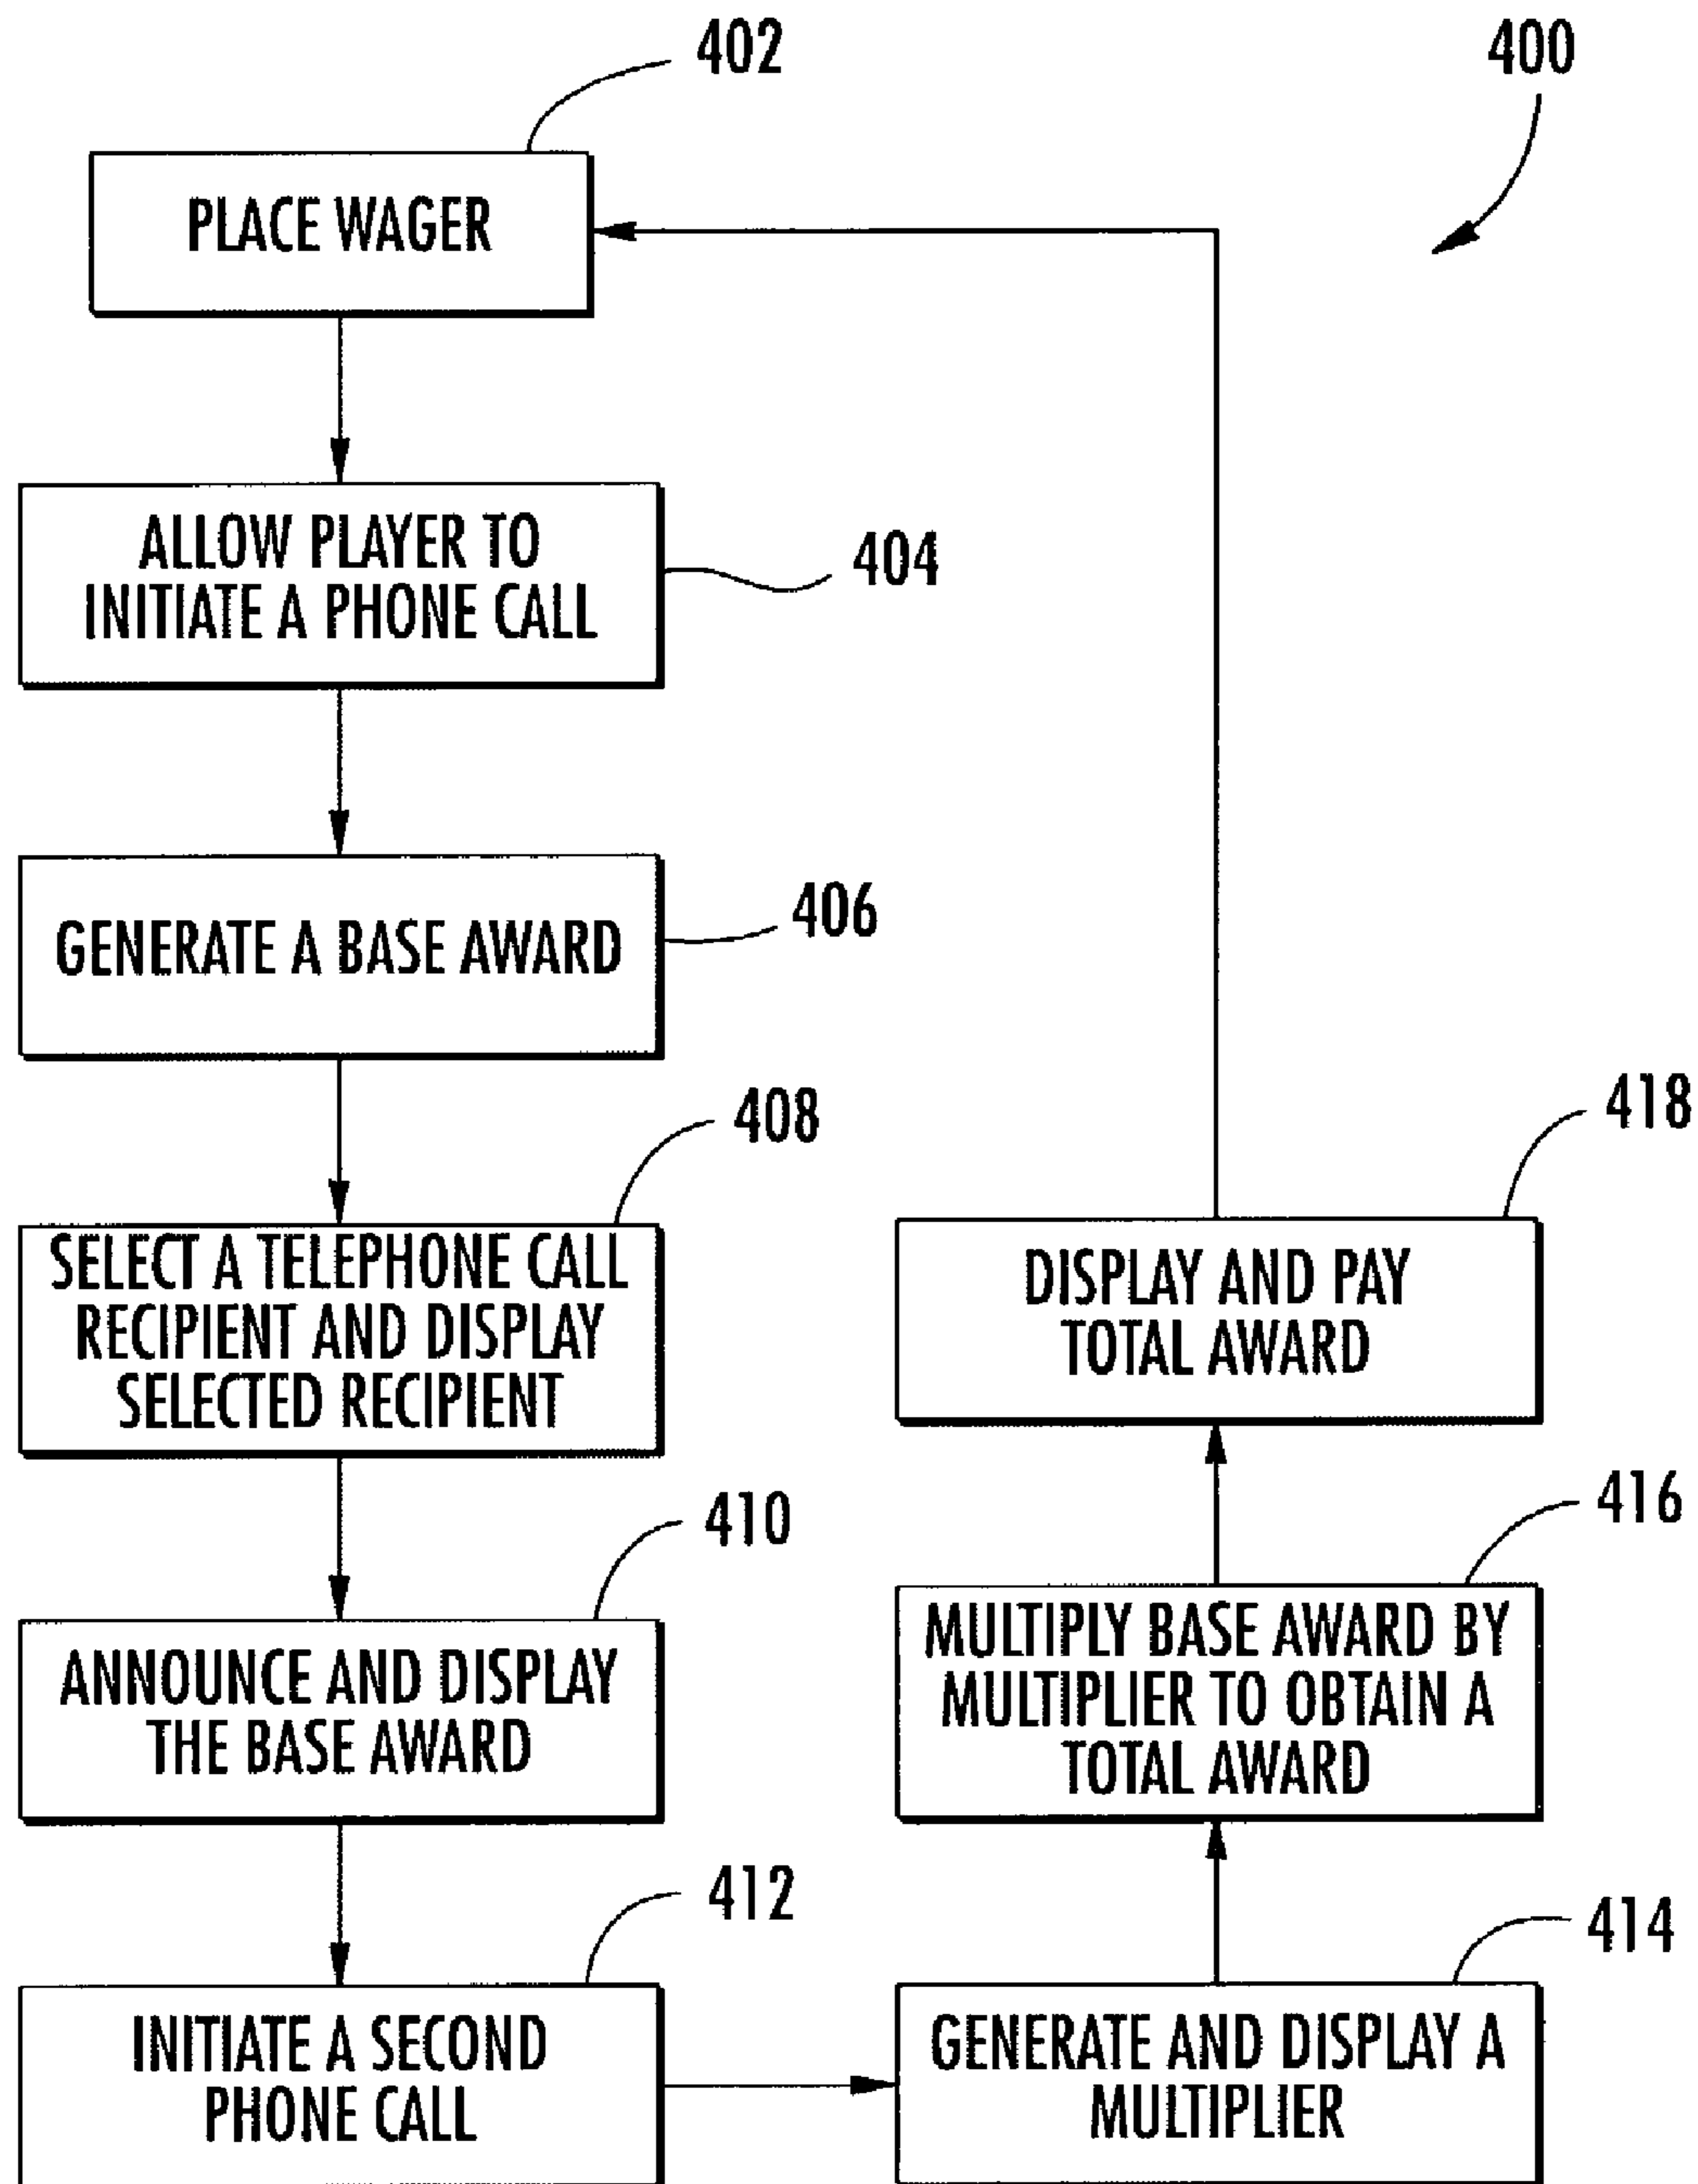 402
400
PLACE WAGER
ALLOW PLAYER TO
INITIATE A PHONE CALL
404
GENERATE A BASE AWARD
406
408
SELECT A TELEPHONE CALL
RECIPIENT AND DISPLAY
SELECTED RECIPIENT
410
ANNOUNCE AND DISPLAY
THE BASE AWARD
412
INITIATE A SECOND
PHONE CALL
414
GENERATE AND DISPLAY A
MULTIPLIER
416
MULTIPLY BASE AWARD BY
MULTIPLIER TO OBTAIN A
TOTAL AWARD
418
DISPLAY AND PAY
TOTAL AWARD